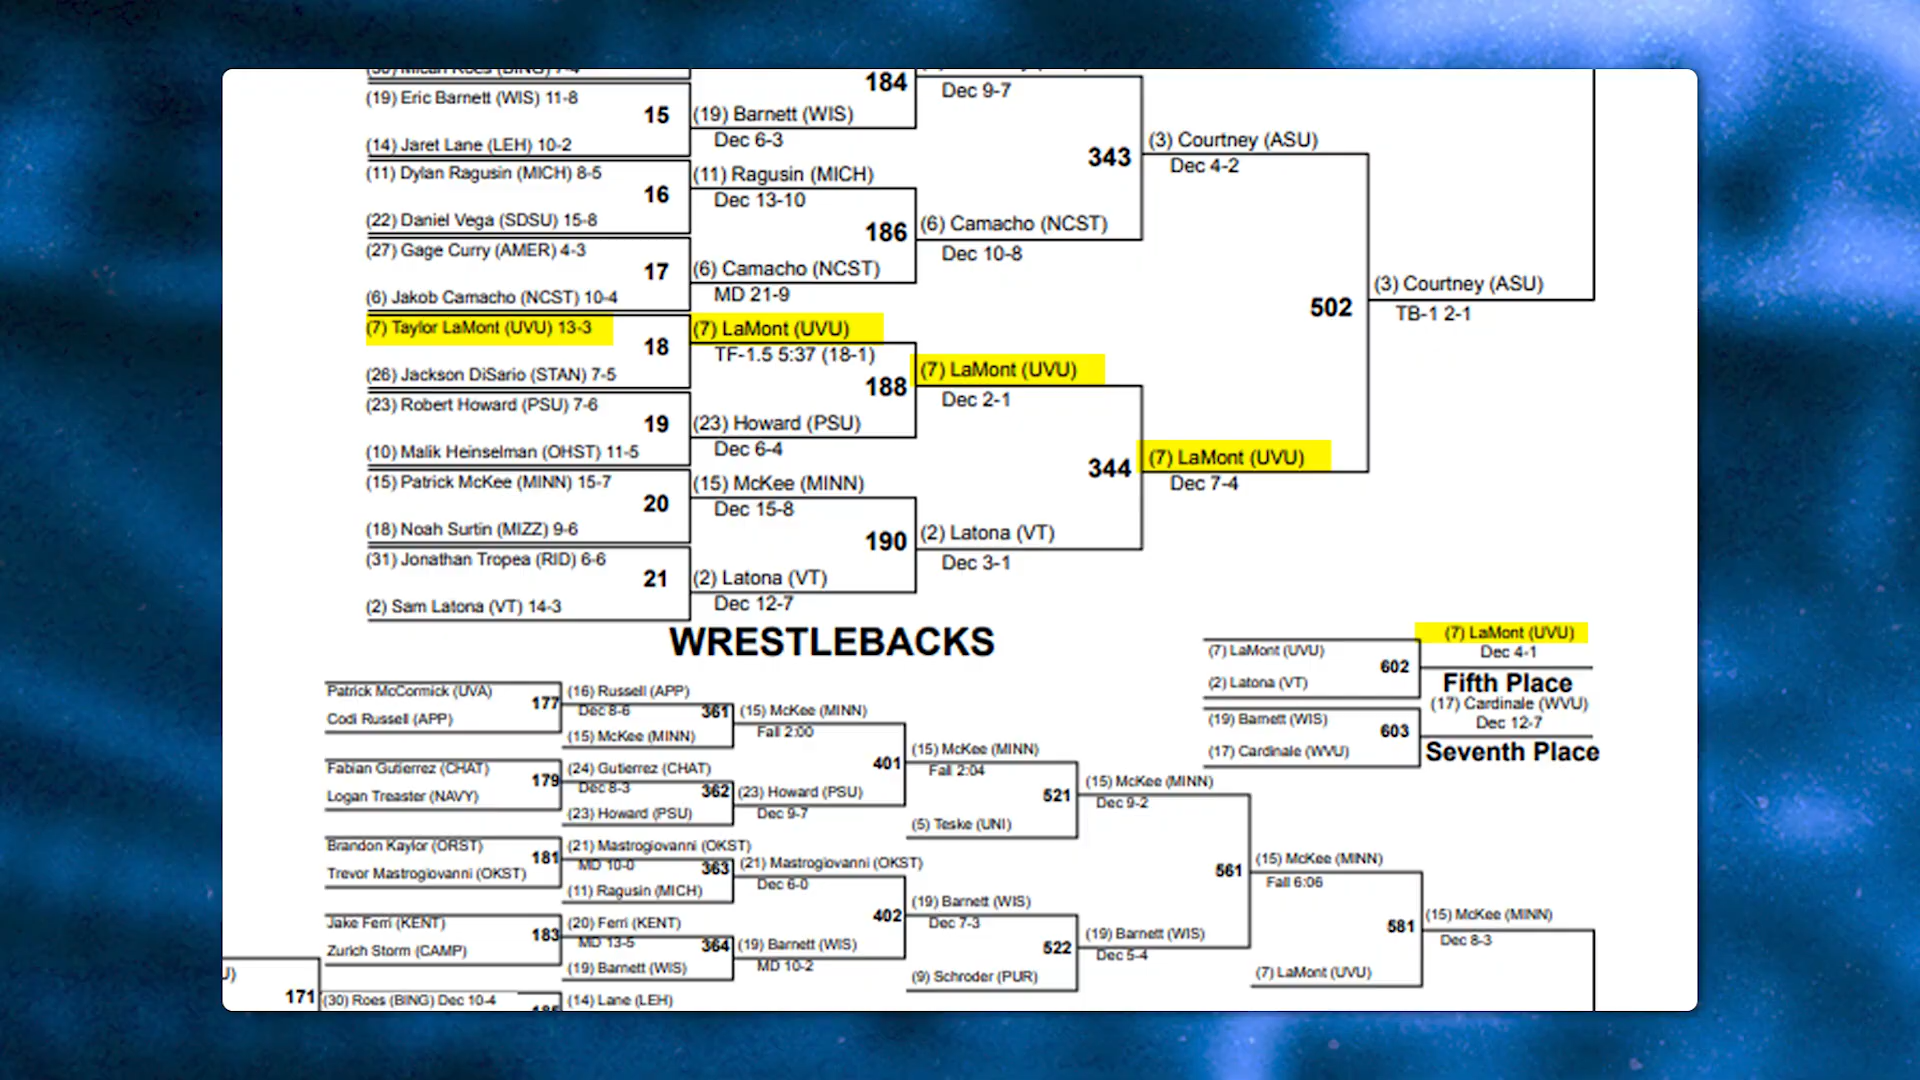 184
Dec 9-7
(19) Eric Barnett (WIS) 11-8
15
(19) Barnett (WIS)
Dec 6-3
(14) Jaret Lane (LEH) 10-2
343
(3) Courtney (ASU)
Dec 4-2
(11) Dylan Ragusin (MICH) 8-5
16
(11) Ragusin (MICH)
Dec 13-10
(22) Daniel Vega (SDSU) 15-8
186
(6) Camacho (NCST)
Dec 10-8
(27) Gage Curry (AMER) 4-3
17
(6) Camacho (NCST)
MD 21-9
(6) Jakob Camacho (NCST) 10-4
502
(3) Courtney (ASU)
TB-1 2-1
(7) Taylor LaMont (UVU) 13-3
18
(7) LaMont (UVU)
TF-1.5 5:37 (18-1)
(26) Jackson DiSario (STAN) 7-5
188
(7) LaMont (UVU)
Dec 2-1
(23) Robert Howard (PSU) 7-6
19
(23) Howard (PSU)
Dec 6-4
(10) Malik Heinselman (OHST) 11-5
344
(7) LaMont (UVU)
Dec 7-4
(15) Patrick McKee (MINN) 15-7
20
(15) McKee (MINN)
Dec 15-8
(18) Noah Surtin (MIZZ) 9-6
190
(2) Latona (VT)
Dec 3-1
(31) Jonathan Tropea (RID) 6-6
21
(2) Latona (VT)
Dec 12-7
(2) Sam Latona (VT) 14-3
WRESTLEBACKS
(7) LaMont (UVU)
602
(2) Latona (VT)
(7) LaMont (UVU)
Dec 4-1
Fifth Place
(19) Barnett (WIS)
603
(17) Cardinale (WVU)
(17) Cardinale (WVU)
Dec 12-7
Seventh Place
Patrick McCormick (UVA)
177
Codi Russell (APP)
(16) Russell (APP)
Dec 8-6
361
(15) McKee (MINN)
(15) McKee (MINN)
Fall 2:00
Fabian Gutierrez (CHAT)
179
Logan Treaster (NAVY)
(24) Gutierrez (CHAT)
Dec 8-3
362
(23) Howard (PSU)
(23) Howard (PSU)
Dec 9-7
401
(15) McKee (MINN)
Fall 2:04
521
(5) Teske (UNI)
(15) McKee (MINN)
Dec 9-2
Brandon Kaylor (ORST)
181
Trevor Mastrogiovanni (OKST)
(21) Mastrogiovanni (OKST)
MD 10-0
363
(11) Ragusin (MICH)
(21) Mastrogiovanni (OKST)
Dec 6-0
Jake Ferri (KENT)
183
Zurich Storm (CAMP)
(20) Ferri (KENT)
MD 13-5
364
(19) Barnett (WIS)
(19) Barnett (WIS)
MD 10-2
402
(19) Barnett (WIS)
Dec 7-3
522
(9) Schroder (PUR)
(19) Barnett (WIS)
Dec 5-4
561
(15) McKee (MINN)
Fall 6:06
581
(7) LaMont (UVU)
(15) McKee (MINN)
Dec 8-3
171
(30) Roes (BING) Dec 10-4
(14) Lane (LEH)